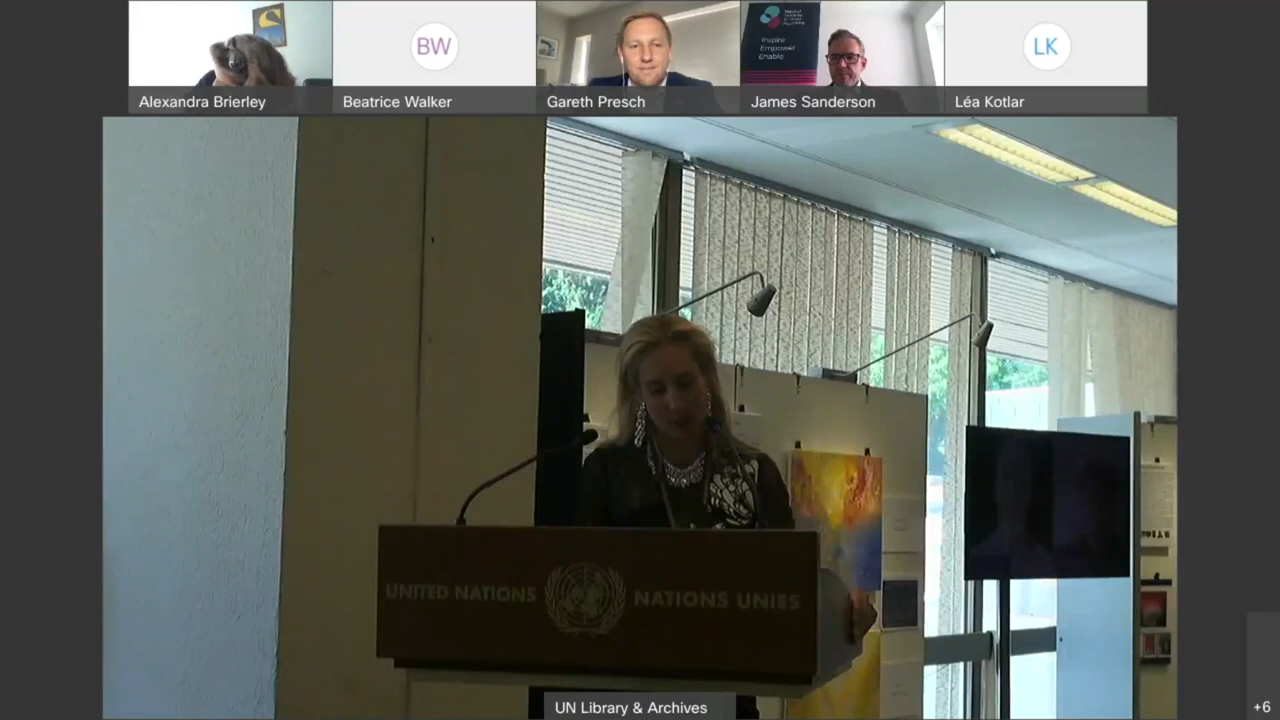 BW
LK
Inspire
Empower
Enable
Alexandra Brierley
Beatrice Walker
Gareth Presch
James Sanderson
Léa Kotlar
UNITED NATIONS
NATIONS UNIES
UN Library & Archives
+6